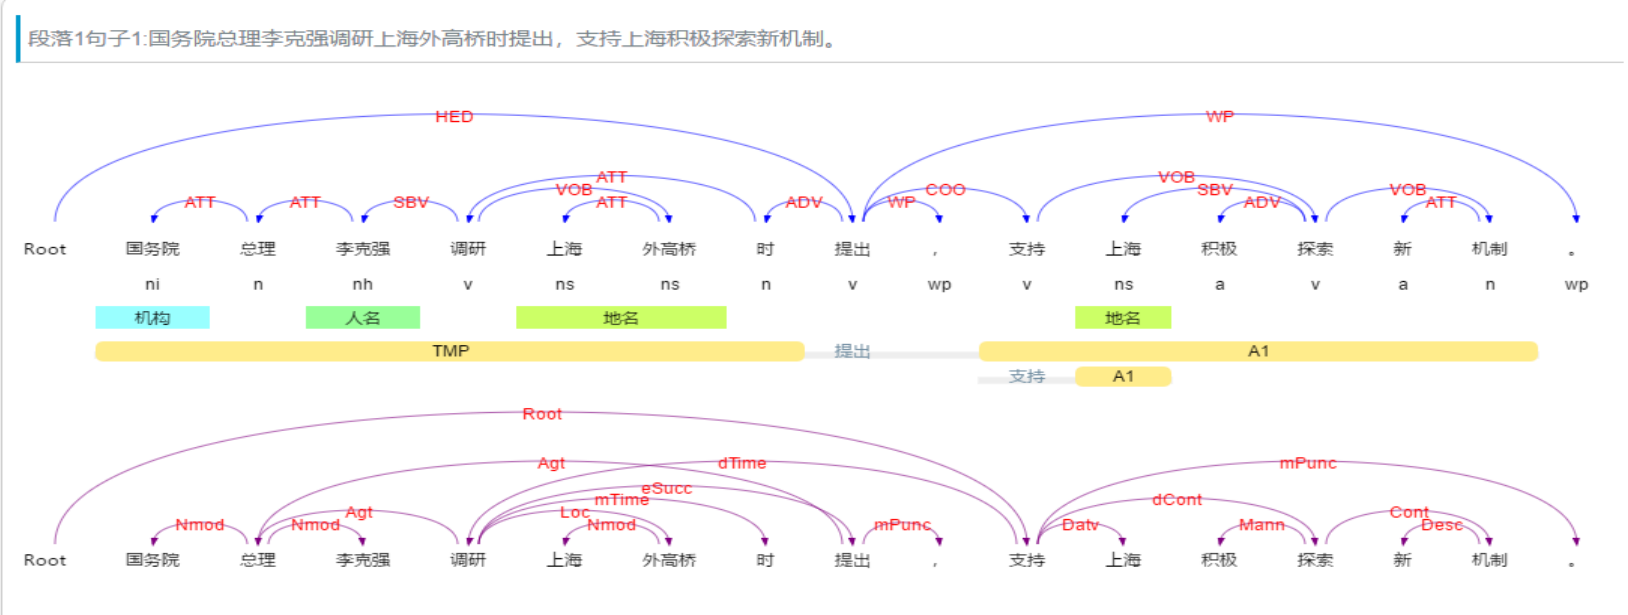 段落1句子1:国务院总理李克强调研上海外高桥时提出，支持上海积极探索新机制。
HED WP
ATT VOB
VOB COO SBV VOB
ATT ATT SBV ATT ADV WP ADV ATT
Root 国务院 总理 李克强 调研 上海 外高桥 时 提出 ， 支持 上海 积极 探索 新 机制 。
ni n nh v ns ns n v wp v ns a v a n wp
机构 人名 地名 地名
TMP 提出 A1
支持 A1
Root
Agt dTime mPunc
eSucc
mTime dCont
Agt Loc Cont
Nmod Nmod Nmod mPunc Datv Mann Desc
Root 国务院 总理 李克强 调研 上海 外高桥 时 提出 ， 支持 上海 积极 探索 新 机制 。